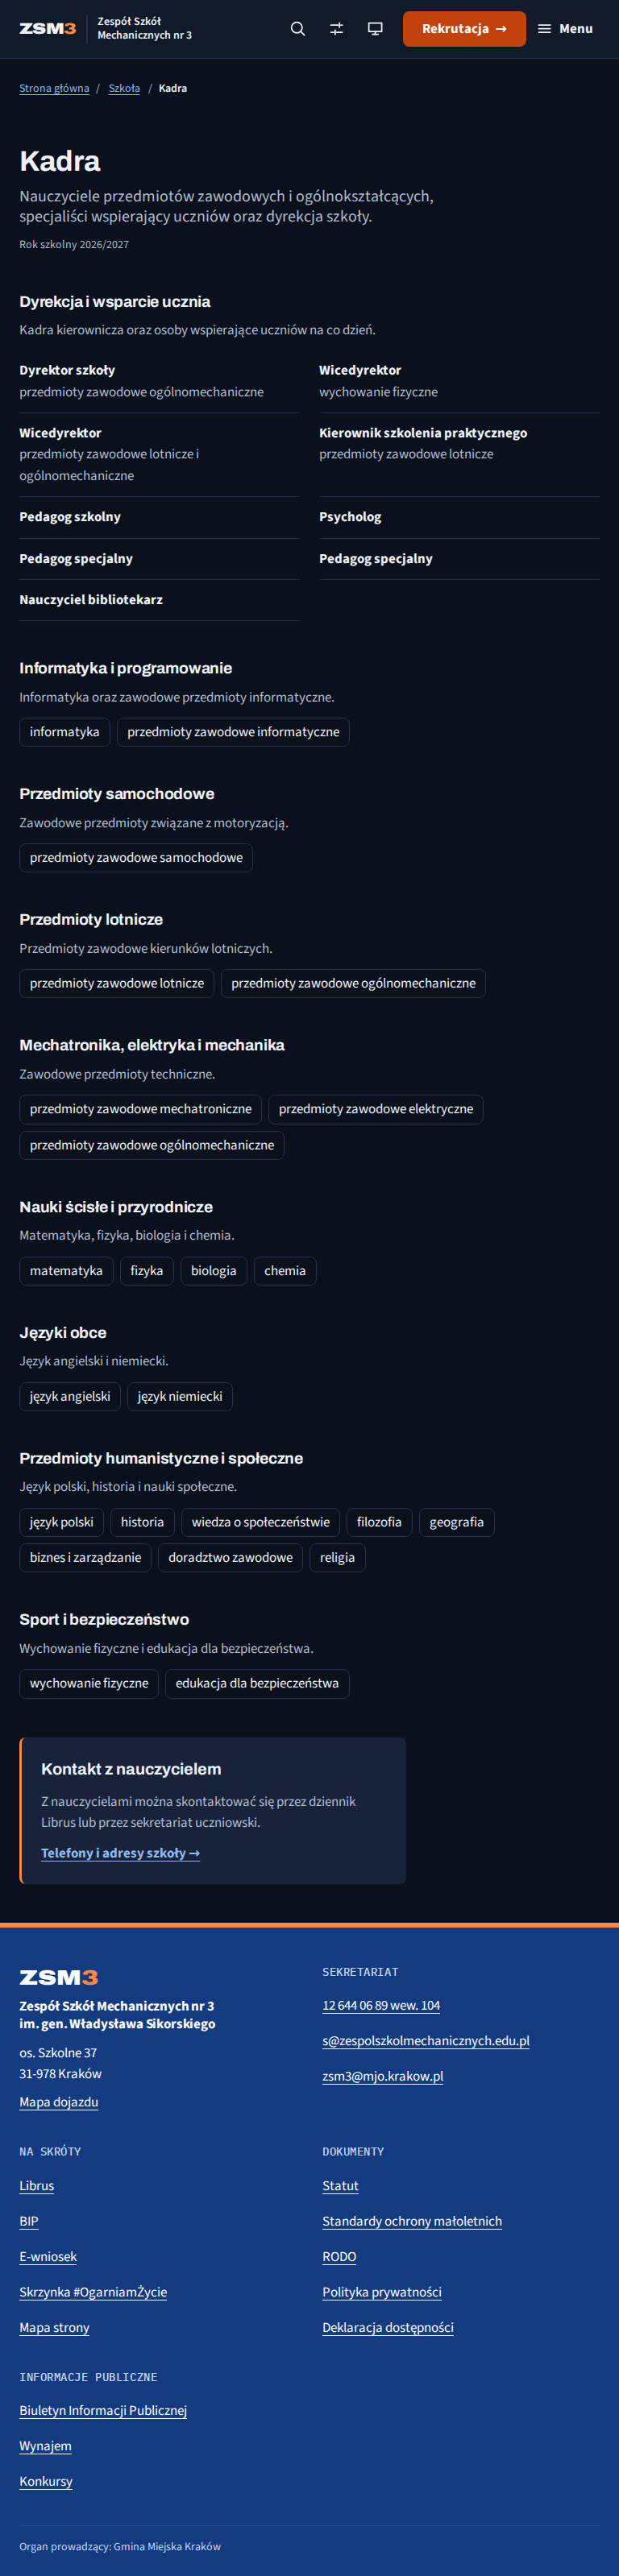 ZSM3
Zespół Szkół
Mechanicznych nr 3
Rekrutacja →
Menu
Strona główna / Szkoła / Kadra
Kadra
Nauczyciele przedmiotów zawodowych i ogólnokształcących,
specjaliści wspierający uczniów oraz dyrekcja szkoły.
Rok szkolny 2026/2027
Dyrekcja i wsparcie ucznia
Kadra kierownicza oraz osoby wspierające uczniów na co dzień.
Dyrektor szkoły
przedmioty zawodowe ogólnomechaniczne
Wicedyrektor
wychowanie fizyczne
Wicedyrektor
przedmioty zawodowe lotnicze i
ogólnomechaniczne
Kierownik szkolenia praktycznego
przedmioty zawodowe lotnicze
Pedagog szkolny
Psycholog
Pedagog specjalny
Pedagog specjalny
Nauczyciel bibliotekarz
Informatyka i programowanie
Informatyka oraz zawodowe przedmioty informatyczne.
informatyka
przedmioty zawodowe informatyczne
Przedmioty samochodowe
Zawodowe przedmioty związane z motoryzacją.
przedmioty zawodowe samochodowe
Przedmioty lotnicze
Przedmioty zawodowe kierunków lotniczych.
przedmioty zawodowe lotnicze
przedmioty zawodowe ogólnomechaniczne
Mechatronika, elektryka i mechanika
Zawodowe przedmioty techniczne.
przedmioty zawodowe mechatroniczne
przedmioty zawodowe elektryczne
przedmioty zawodowe ogólnomechaniczne
Nauki ścisłe i przyrodnicze
Matematyka, fizyka, biologia i chemia.
matematyka
fizyka
biologia
chemia
Języki obce
Język angielski i niemiecki.
język angielski
język niemiecki
Przedmioty humanistyczne i społeczne
Język polski, historia i nauki społeczne.
język polski
historia
wiedza o społeczeństwie
filozofia
geografia
biznes i zarządzanie
doradztwo zawodowe
religia
Sport i bezpieczeństwo
Wychowanie fizyczne i edukacja dla bezpieczeństwa.
wychowanie fizyczne
edukacja dla bezpieczeństwa
Kontakt z nauczycielem
Z nauczycielami można skontaktować się przez dziennik
Librus lub przez sekretariat uczniowski.
Telefony i adresy szkoły →
ZSM3
Zespół Szkół Mechanicznych nr 3
im. gen. Władysława Sikorskiego
os. Szkolne 37
31-978 Kraków
Mapa dojazdu
SEKRETARIAT
12 644 06 89 wew. 104
s@zespolszkolmechanicznych.edu.pl
zsm3@mjo.krakow.pl
NA SKRÓTY
Librus
BIP
E-wniosek
Skrzynka #OgarniamŻycie
Mapa strony
DOKUMENTY
Statut
Standardy ochrony małoletnich
RODO
Polityka prywatności
Deklaracja dostępności
INFORMACJE PUBLICZNE
Biuletyn Informacji Publicznej
Wynajem
Konkursy
Organ prowadzący: Gmina Miejska Kraków